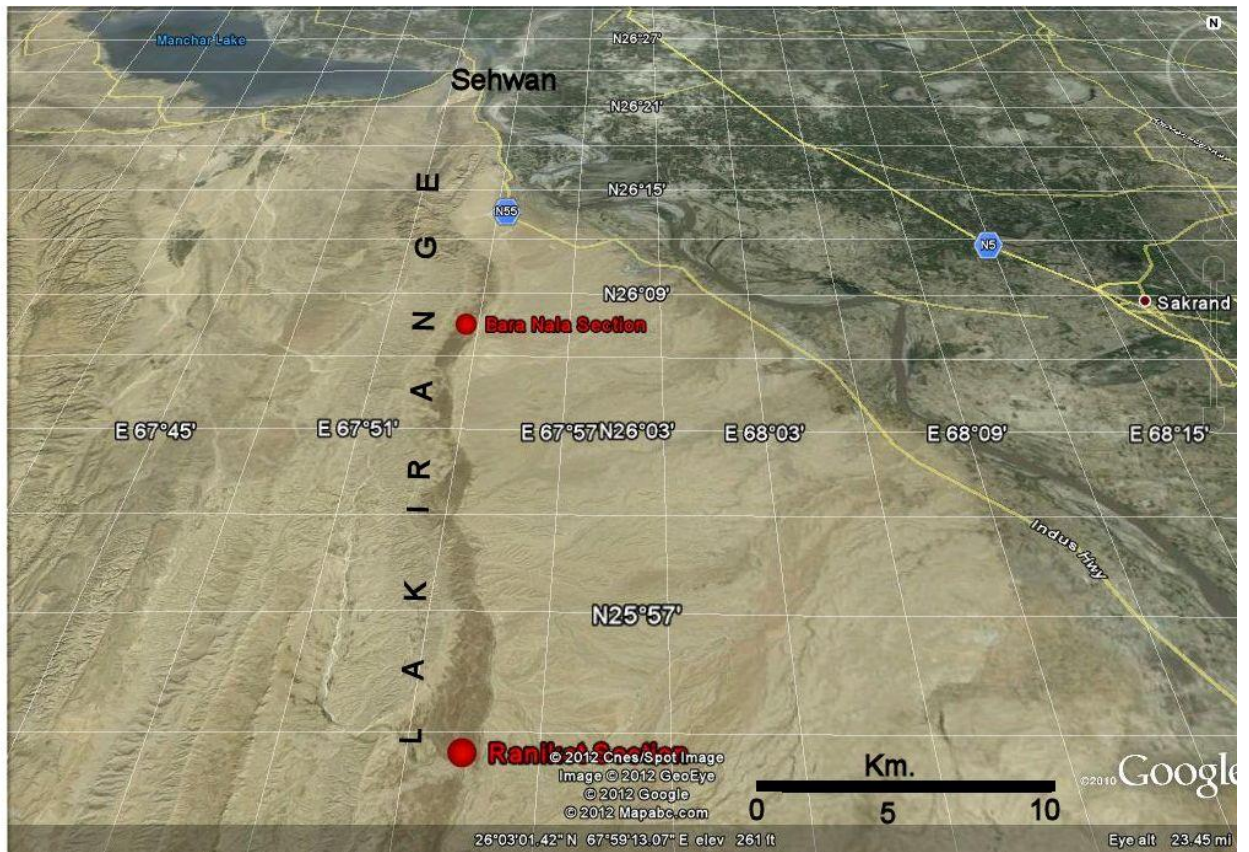 N
Manchar Lake
N26°27'
Sehwan
N26°21'
N26°15'
N55
N5
N26°09'
Sakrand
Bara Nala Section
E 67°45'
E 67°51'
E 67°57'
N26°03'
E 68°03'
E 68°09'
E 68°15'
LAKI RANGE
Indus Hwy
N25°57'
Ranikot Section
© 2012 Cnes/Spot Image
Image © 2012 GeoEye
© 2012 Google
© 2012 Mapabc.com
Km.
0 5 10
©2010 Google
26°03'01.42" N 67°59'13.07" E elev 261 ft
Eye alt 23.45 mi